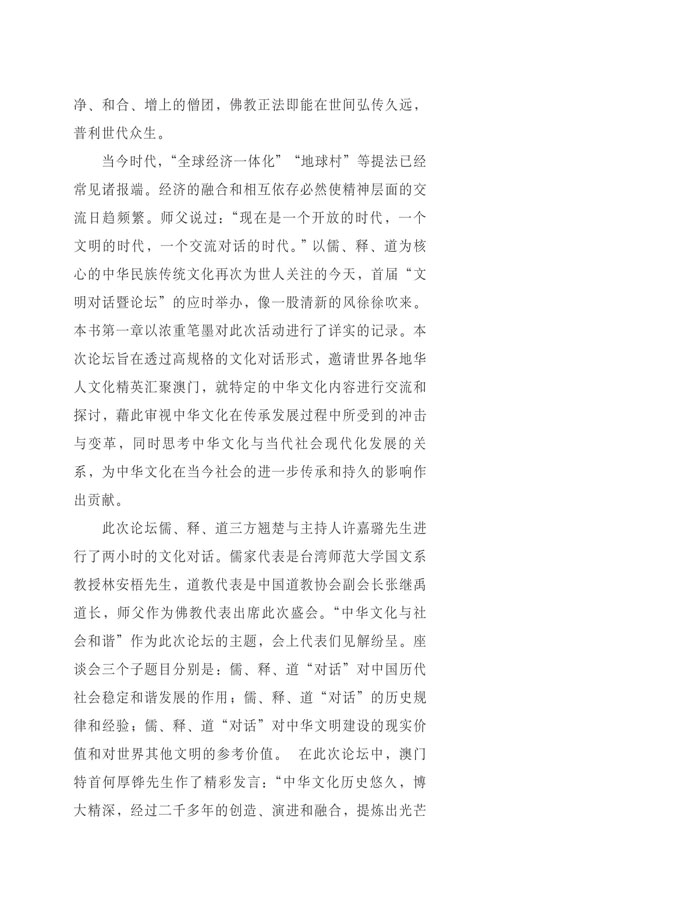 净、和合、增上的僧团，佛教正法即能在世间弘传久远，
普利世代众生。
当今时代，“全球经济一体化”“地球村”等提法已经
常见诸报端。经济的融合和相互依存必然使精神层面的交
流日趋频繁。师父说过：“现在是一个开放的时代，一个
文明的时代，一个交流对话的时代。”以儒、释、道为核
心的中华民族传统文化再次为世人关注的今天，首届“文
明对话暨论坛”的应时举办，像一股清新的风徐徐吹来。
本书第一章以浓重笔墨对此次活动进行了详实的记录。本
次论坛旨在透过高规格的文化对话形式，邀请世界各地华
人文化精英汇聚澳门，就特定的中华文化内容进行交流和
探讨，藉此审视中华文化在传承发展过程中所受到的冲击
与变革，同时思考中华文化与当代社会现代化发展的关
系，为中华文化在当今社会的进一步传承和持久的影响作
出贡献。
此次论坛儒、释、道三方翘楚与主持人许嘉璐先生进
行了两小时的文化对话。儒家代表是台湾师范大学国文系
教授林安梧先生，道教代表是中国道教协会副会长张继禹
道长，师父作为佛教代表出席此次盛会。“中华文化与社
会和谐”作为此次论坛的主题，会上代表们见解纷呈。座
谈会三个子题目分别是：儒、释、道“对话”对中国历代
社会稳定和谐发展的作用；儒、释、道“对话”的历史规
律和经验；儒、释、道“对话”对中华文明建设的现实价
值和对世界其他文明的参考价值。 在此次论坛中，澳门
特首何厚铧先生作了精彩发言：“中华文化历史悠久，博
大精深，经过二千多年的创造、演进和融合，提炼出光芒